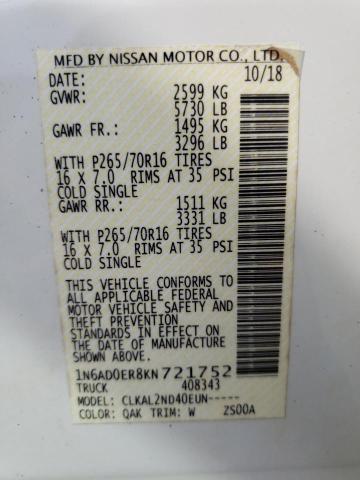 MFD BY NISSAN MOTOR CO., LTD.
DATE: 10/18
GVWR: 2599 KG
5730 LB
GAWR FR.: 1495 KG
3296 LB
WITH P265/70R16 TIRES
16 X 7.0 RIMS AT 35 PSI
COLD SINGLE
GAWR RR.: 1511 KG
3331 LB
WITH P265/70R16 TIRES
16 X 7.0 RIMS AT 35 PSI
COLD SINGLE
THIS VEHICLE CONFORMS TO
ALL APPLICABLE FEDERAL
MOTOR VEHICLE SAFETY AND
THEFT PREVENTION
STANDARDS IN EFFECT ON
THE DATE OF MANUFACTURE
SHOWN ABOVE.
1N6AD0ER8KN721752
TRUCK 408343
MODEL: CLKAL2ND40EUN-----
COLOR: QAK TRIM: W ZS00A